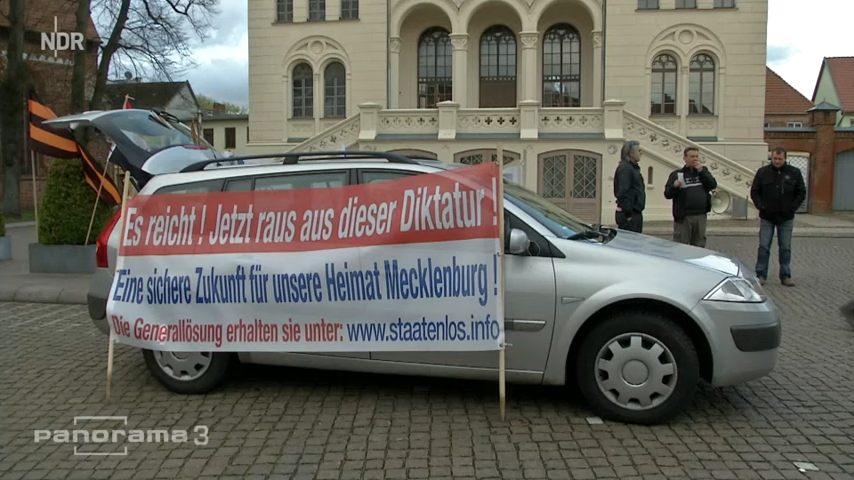 NDR
Es reicht ! Jetzt raus aus dieser Diktatur !
Eine sichere Zukunft für unsere Heimat Mecklenburg !
Die Generallösung erhalten sie unter: www.staatenlos.info
panorama 3